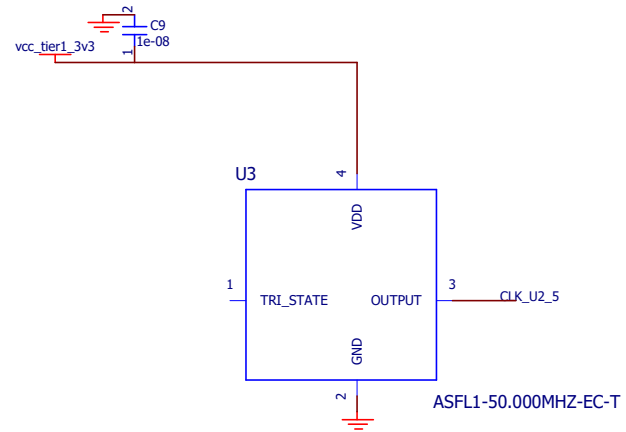 2
C9
vcc_tier1_3v3
1e-08
1
U3
4
VDD
1
TRI_STATE
OUTPUT
3
CLK_U2_5
GND
2
ASFL1-50.000MHZ-EC-T